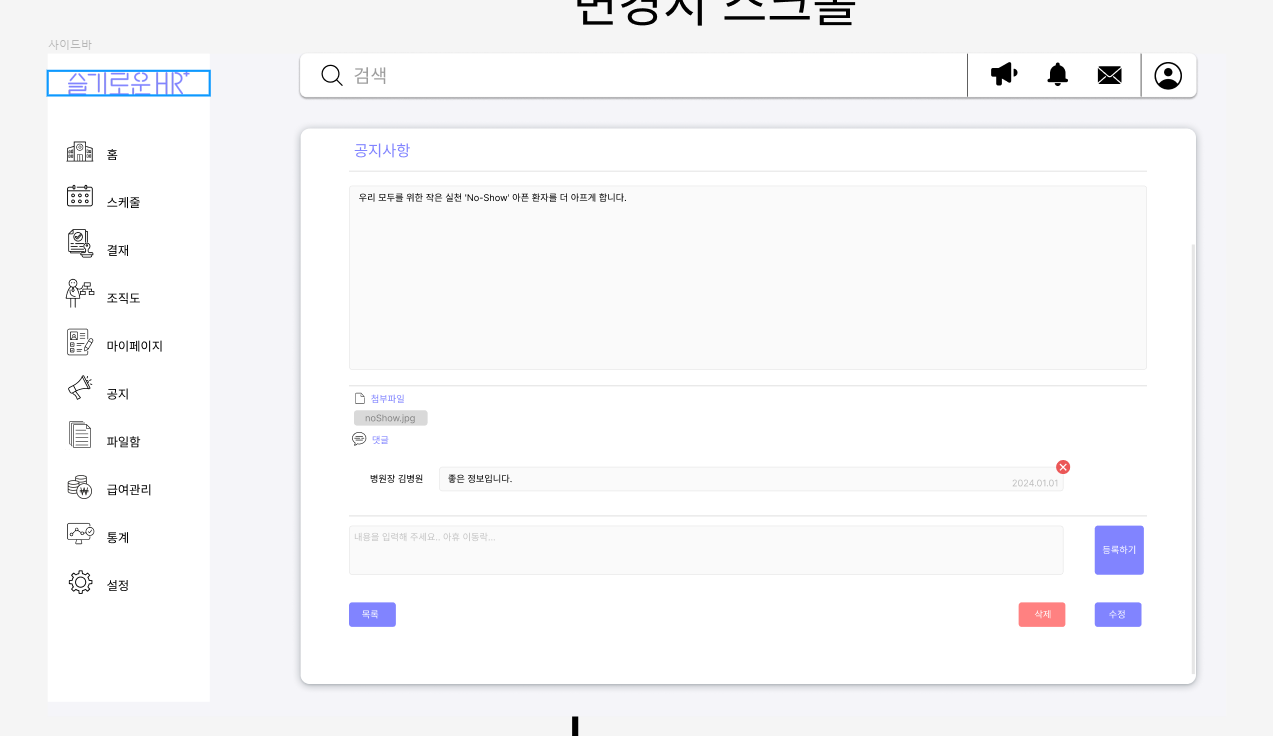 변경시 스크롤
사이드바
슬기로운HR+
검색
홈
스케줄
결재
조직도
마이페이지
공지
파일함
급여관리
통계
설정
공지사항
우리 모두를 위한 작은 실천 'No-Show' 아픈 환자를 더 아프게 합니다.
첨부파일
noShow.jpg
댓글
병원장 김병원
좋은 정보입니다.
2024.01.01
내용을 입력해 주세요.. 아휴 이동락...
등록하기
목록
삭제
수정